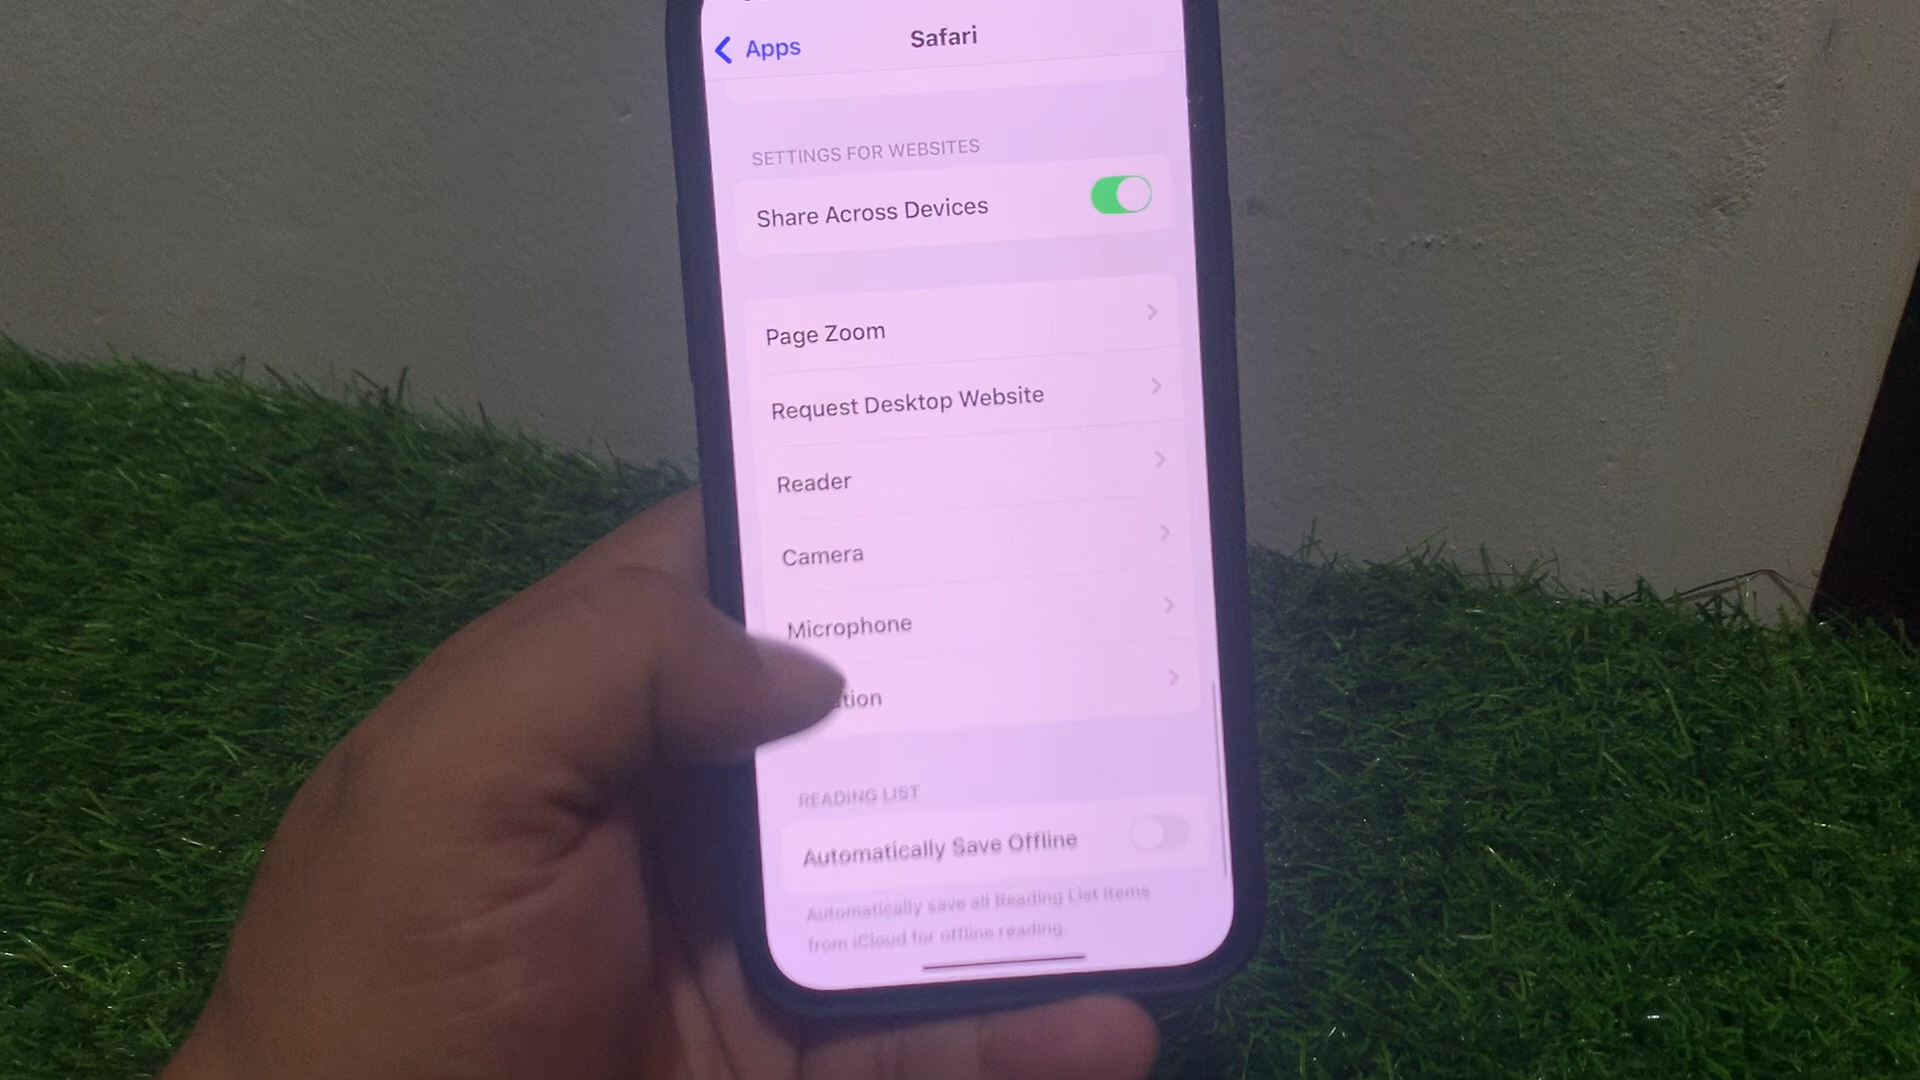 Apps
Safari
SETTINGS FOR WEBSITES
Share Across Devices
Page Zoom
Request Desktop Website
Reader
Camera
Microphone
READING LIST
Automatically Save Offline
Automatically save all Reading List items
from iCloud for offline reading.